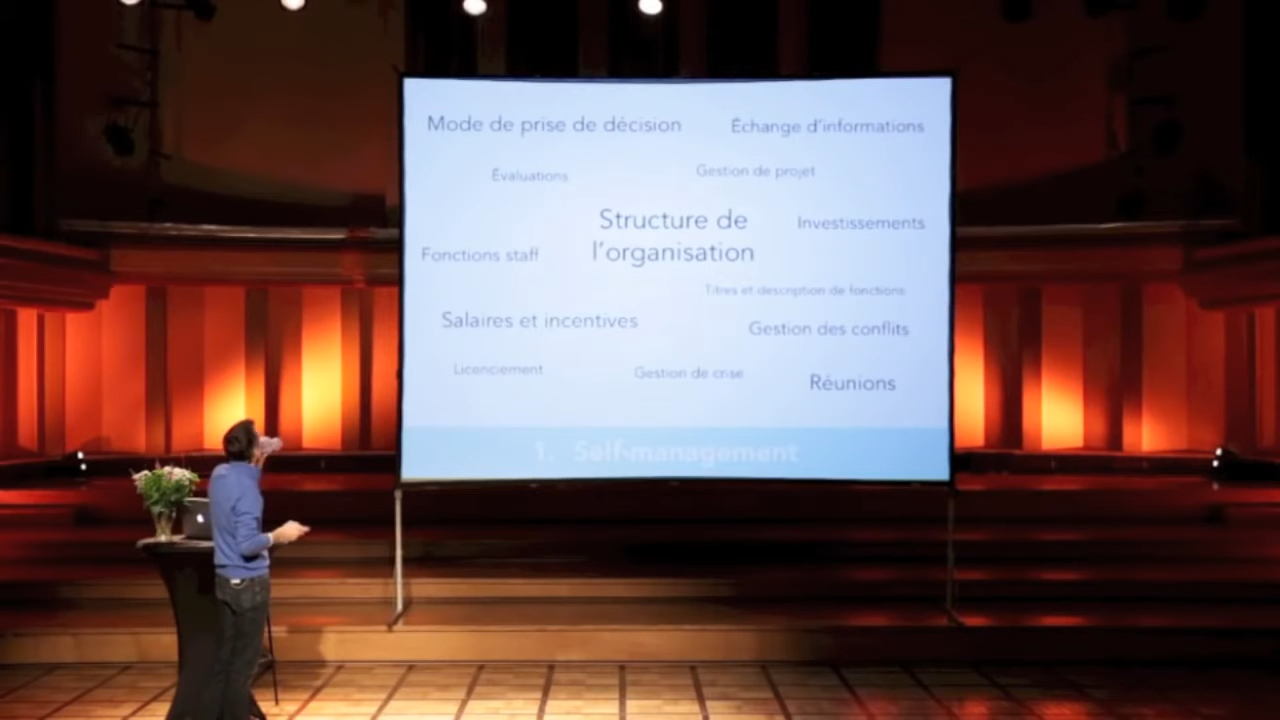 Mode de prise de décision
Échange d'informations
Évaluations
Gestion de projet
Structure de
l'organisation
Investissements
Fonctions staff
Titres et description de fonctions
Salaires et incentives
Gestion des conflits
Licenciement
Gestion de crise
Réunions
1. Self-management